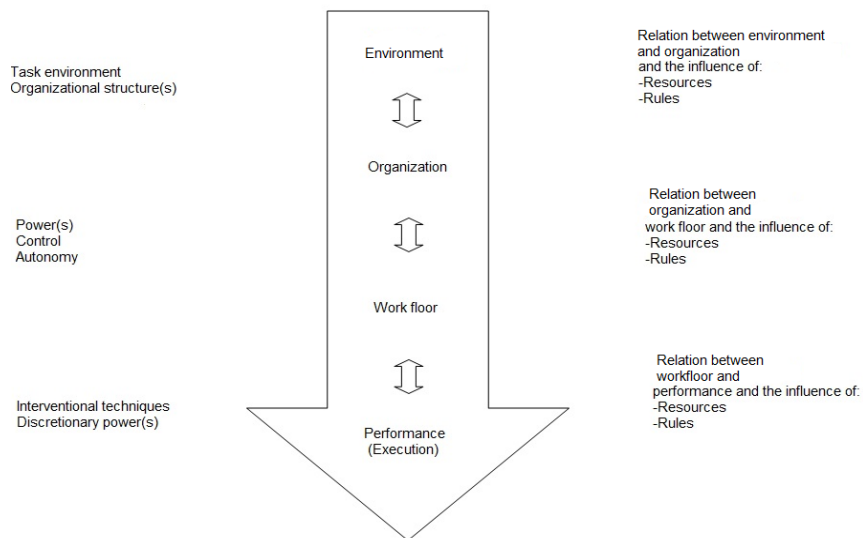 Environment
Relation between environment
and organization
and the influence of:
-Resources
-Rules
Task environment
Organizational structure(s)
Organization
Relation between
organization and
work floor and the influence of:
-Resources
-Rules
Power(s)
Control
Autonomy
Work floor
Relation between
workfloor and
performance and the influence of:
-Resources
-Rules
Interventional techniques
Discretionary power(s)
Performance
(Execution)